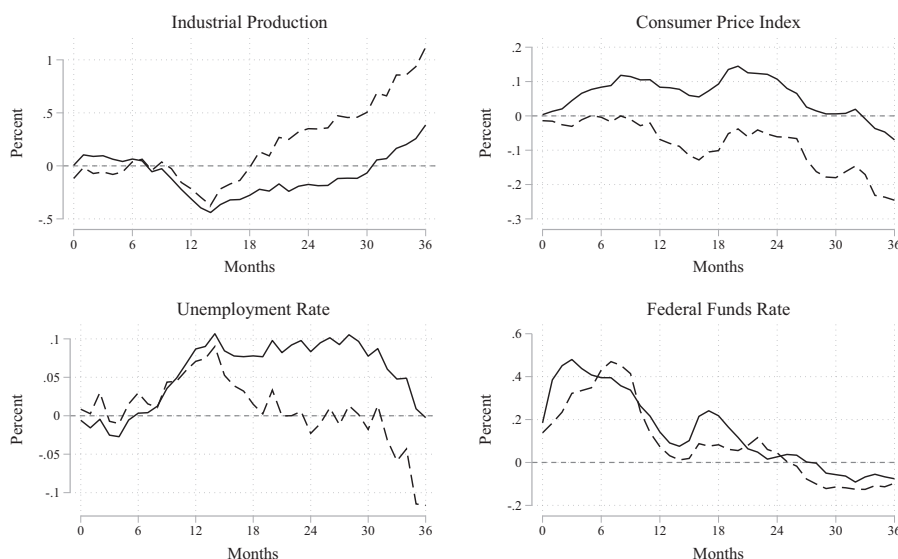 Industrial Production
Percent
1
.5
0
-.5
0 6 12 18 24 30 36
Months
Consumer Price Index
Percent
.2
.1
0
-.1
-.2
-.3
0 6 12 18 24 30 36
Months
Unemployment Rate
Percent
.1
.05
0
-.05
-.1
0 6 12 18 24 30 36
Months
Federal Funds Rate
Percent
.6
.4
.2
0
-.2
0 6 12 18 24 30 36
Months